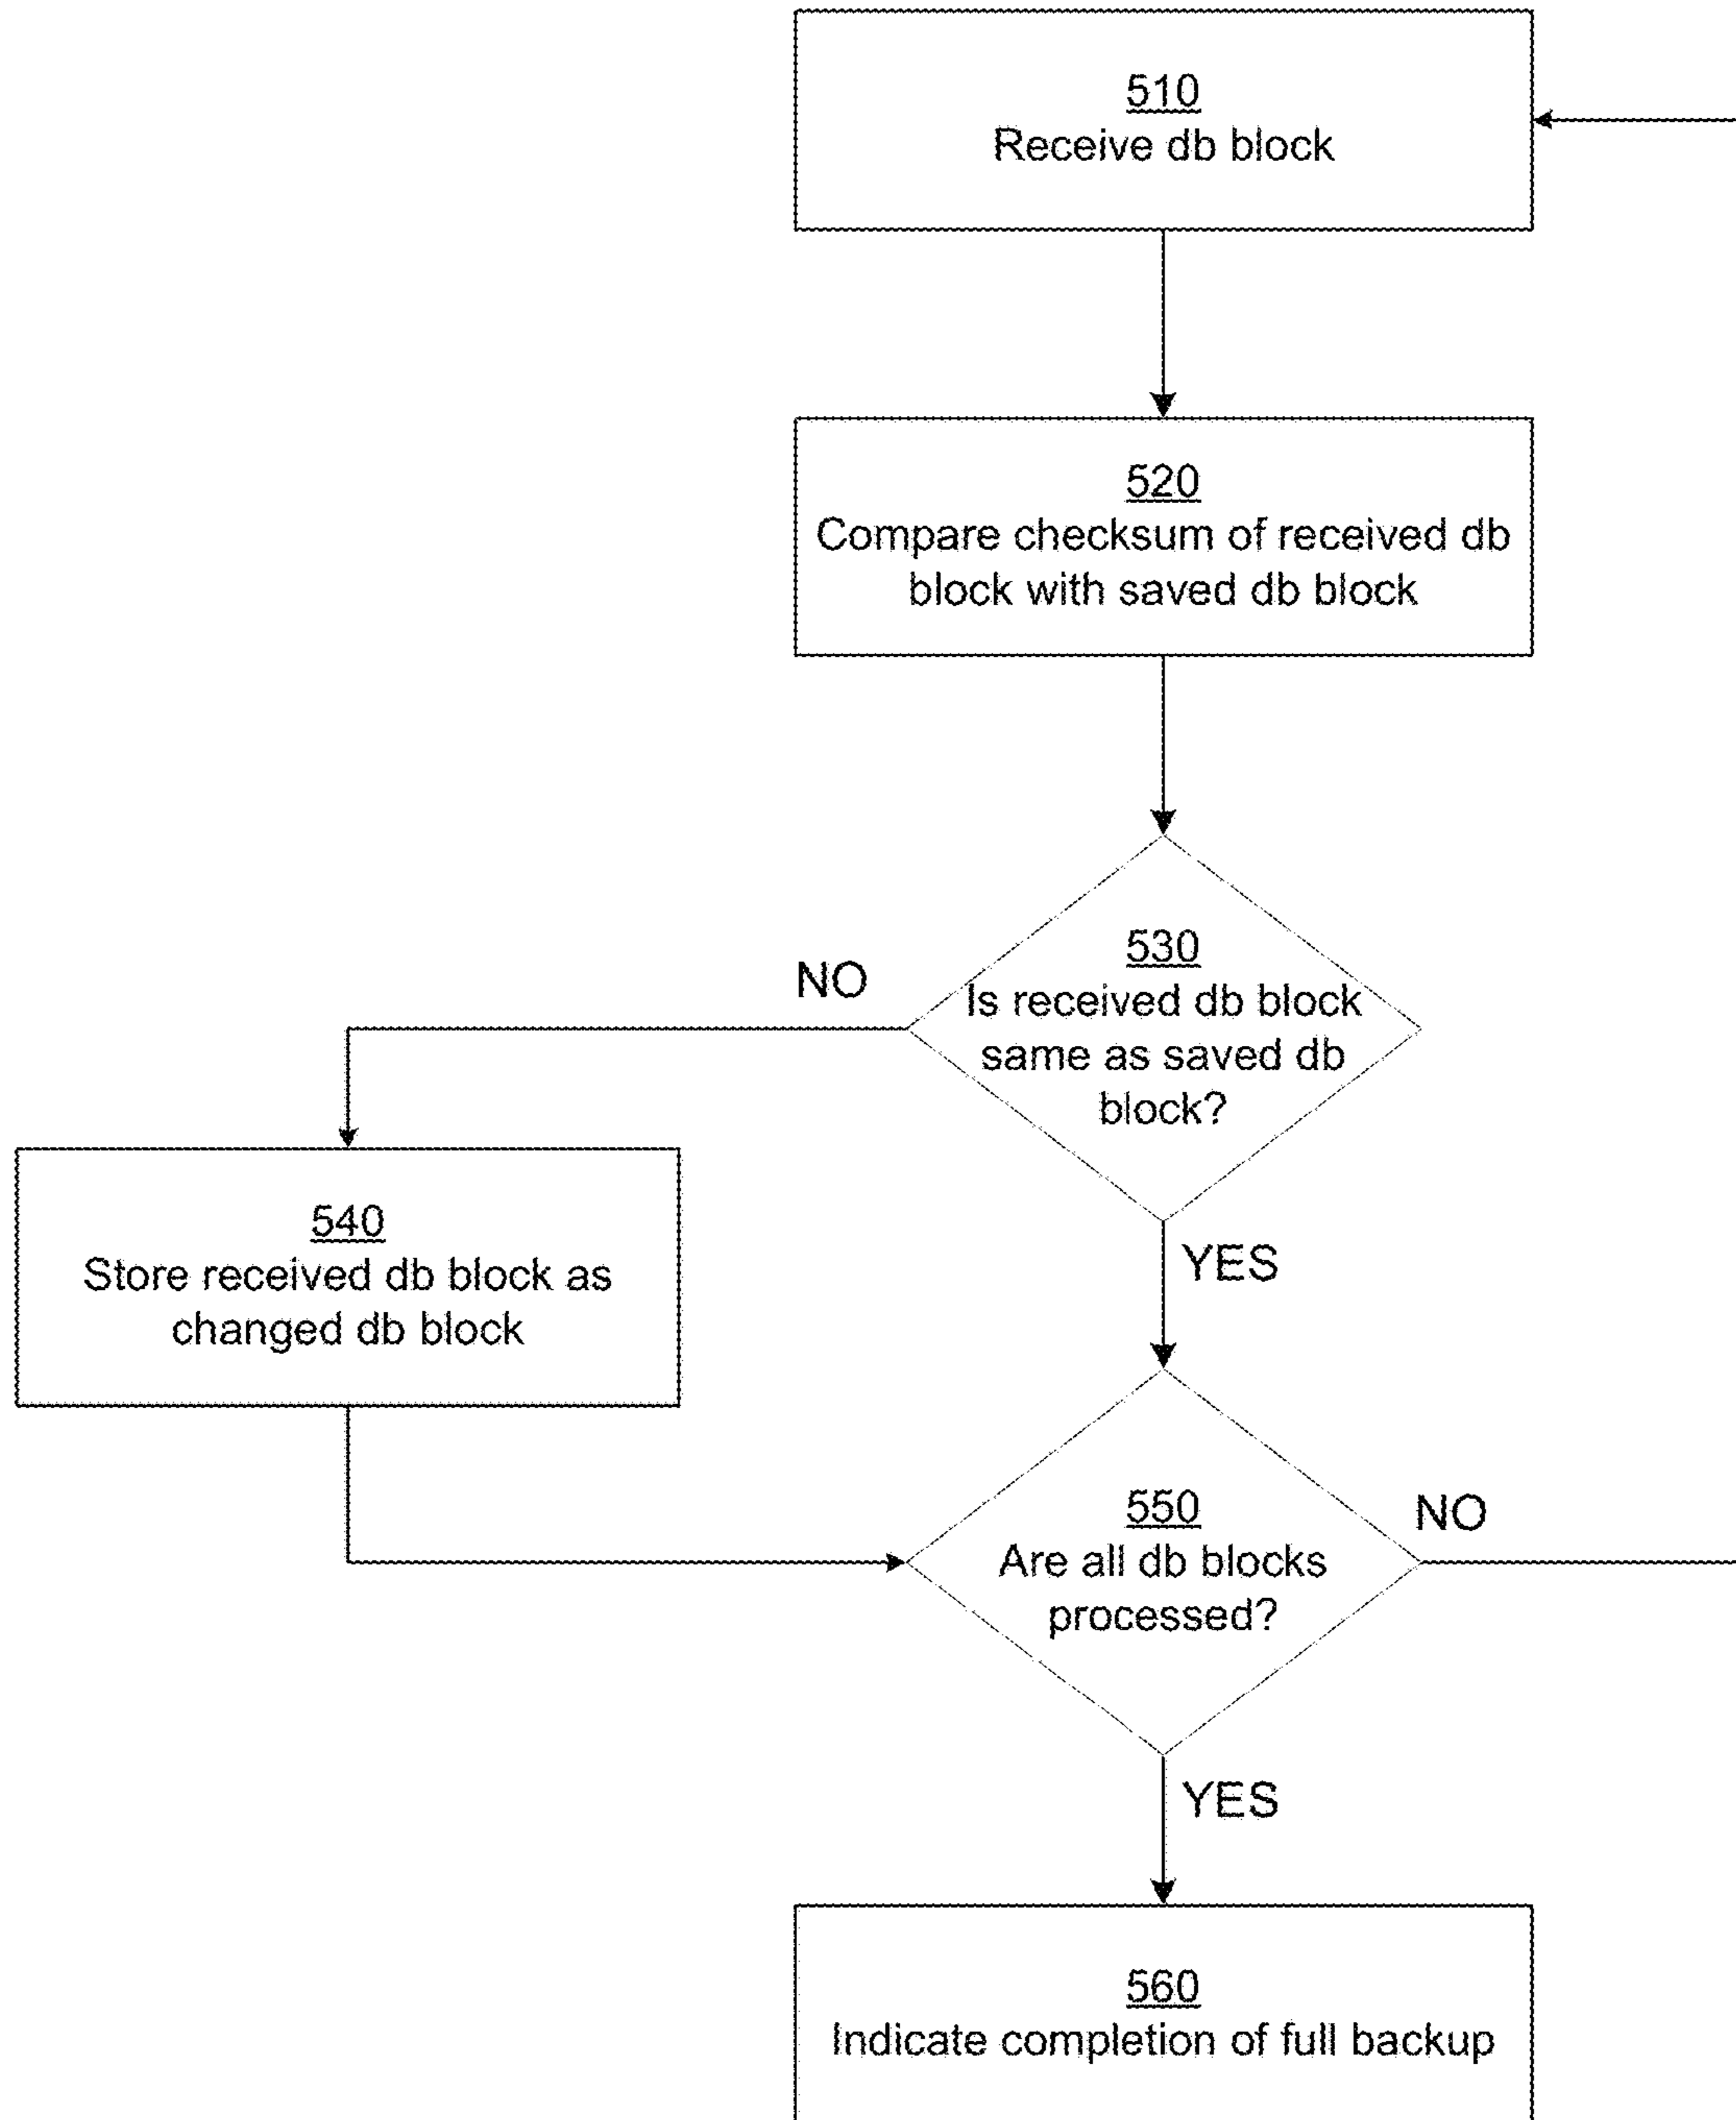 510
Receive db block
520
Compare checksum of received db
block with saved db block
530
Is received db block
same as saved db
block?
NO
YES
540
Store received db block as
changed db block
550
Are all db blocks
processed?
NO
YES
560
Indicate completion of full backup